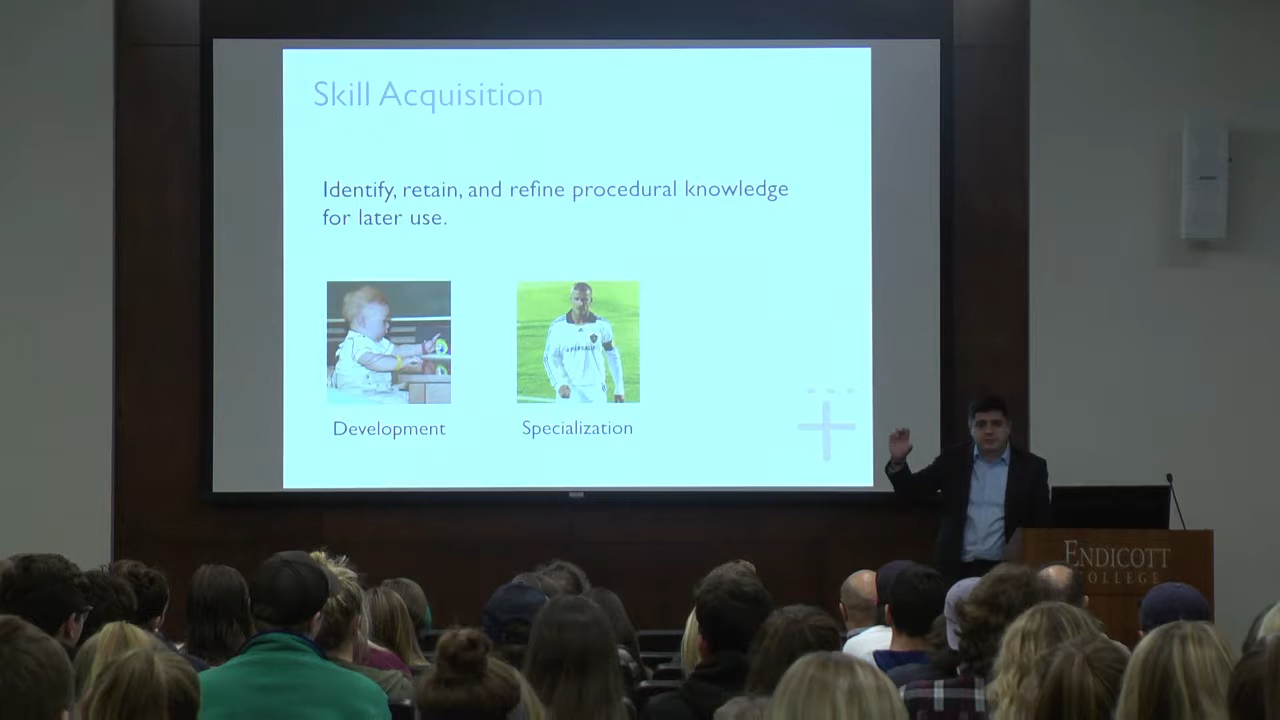 Skill Acquisition
Identify, retain, and refine procedural knowledge
for later use.
Development
Specialization
ENDICOTT
COLLEGE